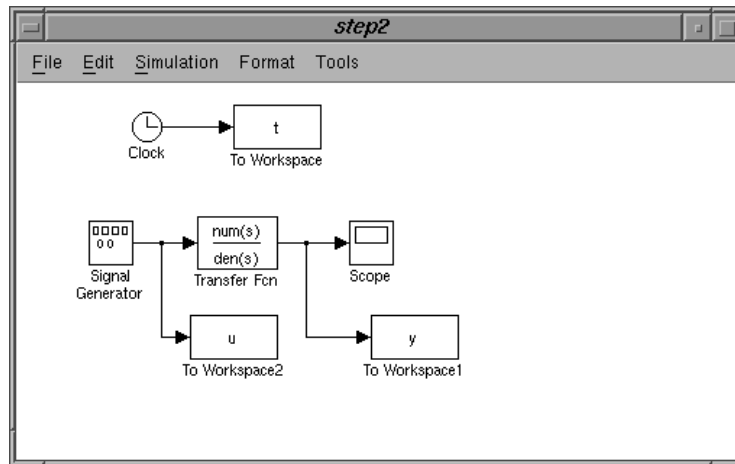 step2
File Edit Simulation Format Tools
t
Clock
To Workspace
num(s)
den(s)
Signal
Generator
Transfer Fcn
Scope
u
y
To Workspace2
To Workspace1